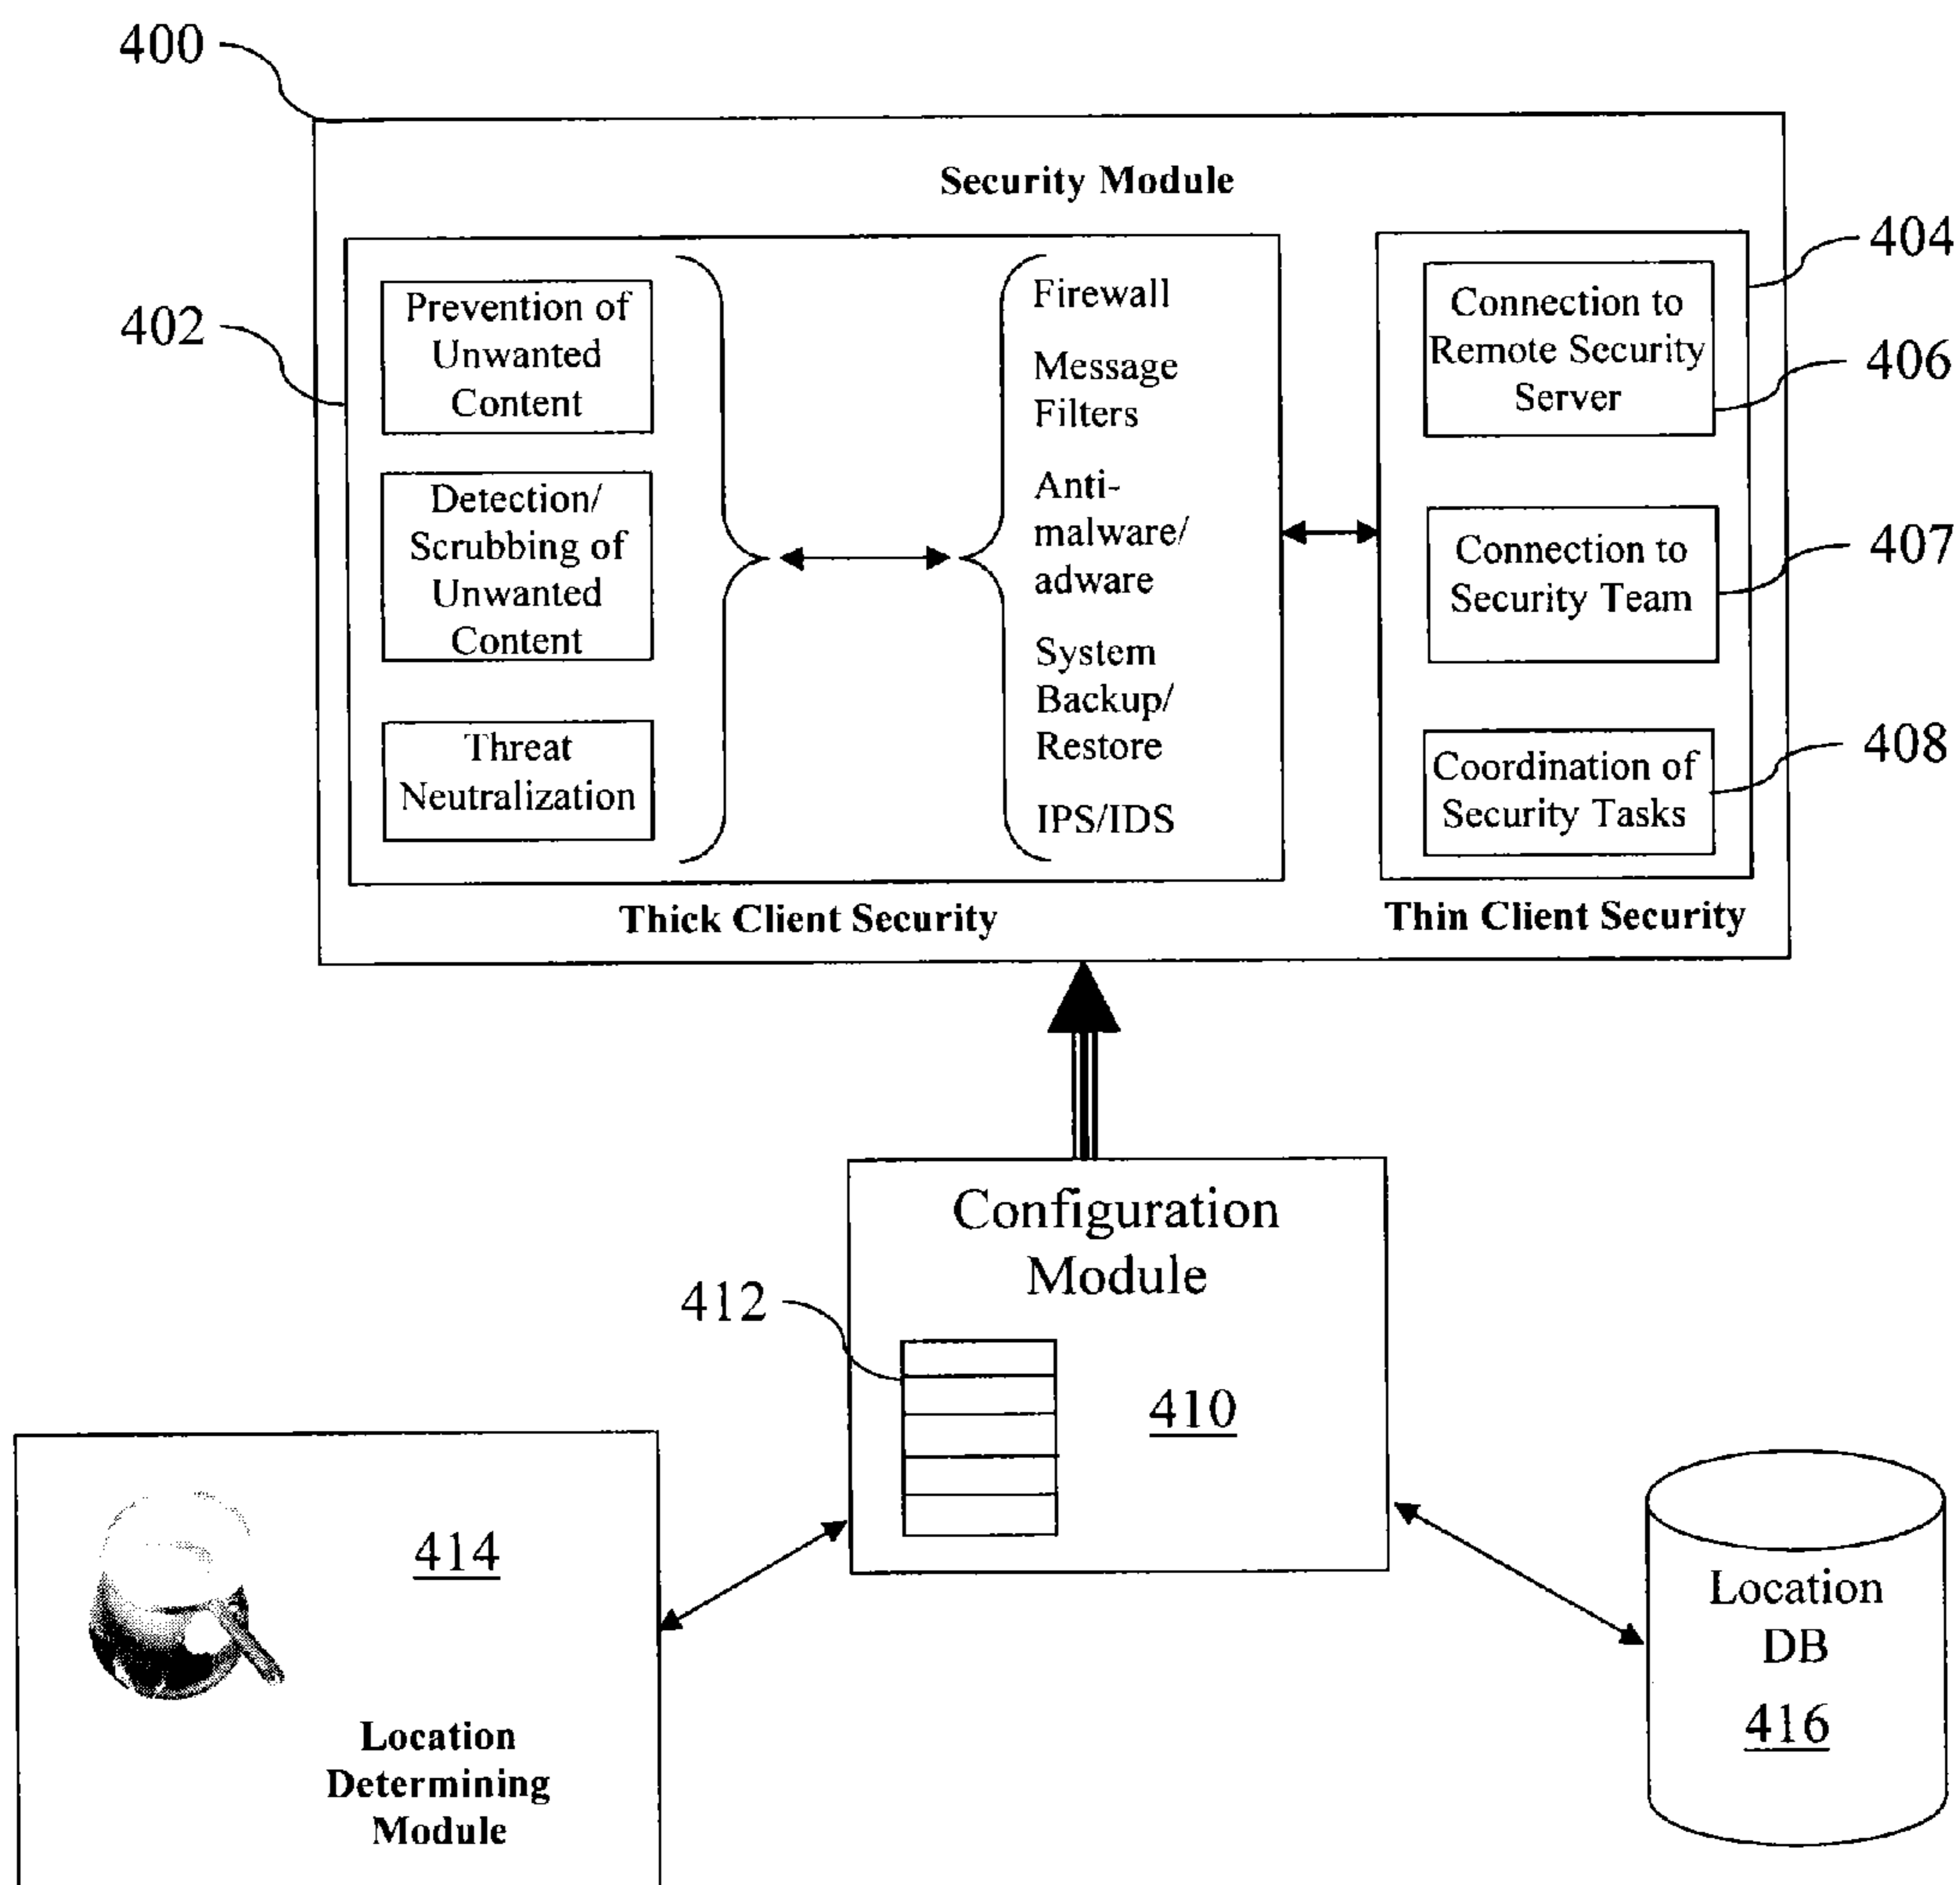 400
Security Module
402
Prevention of
Unwanted
Content
Detection/
Scrubbing of
Unwanted
Content
Threat
Neutralization
Firewall
Message
Filters
Anti-
malware/
adware
System
Backup/
Restore
IPS/IDS
Thick Client Security
404
Connection to
Remote Security
Server
406
Connection to
Security Team
407
Coordination of
Security Tasks
408
Thin Client Security
Configuration
Module
412
410
414
Location
Determining
Module
Location
DB
416